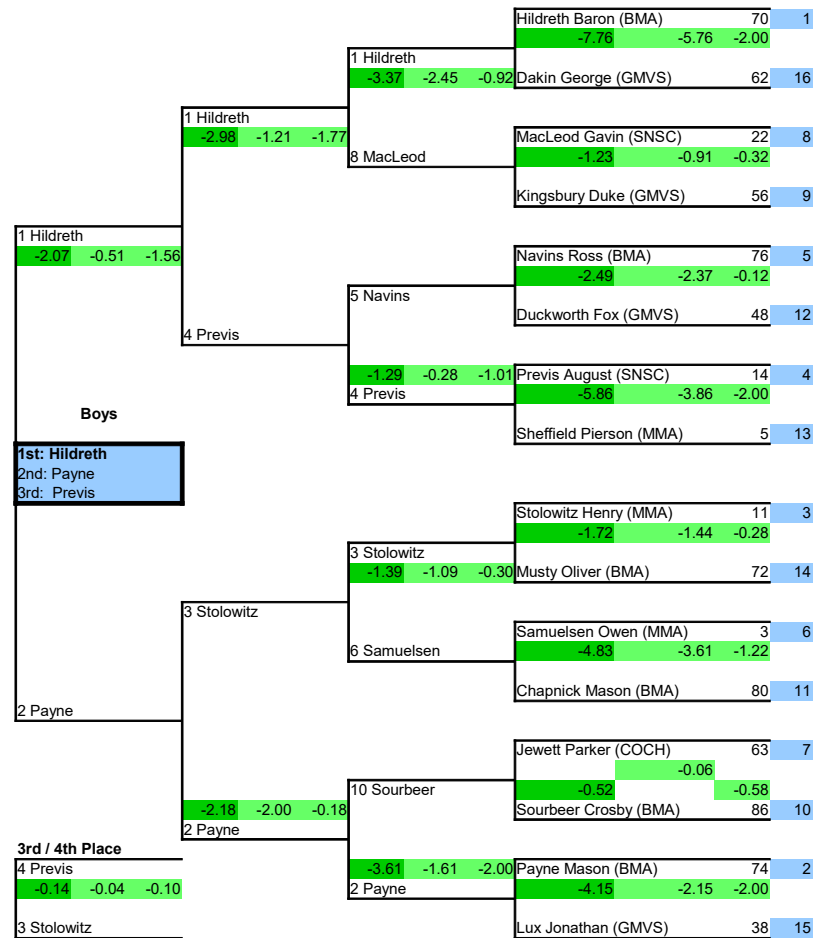 Hildreth Baron (BMA) 70 1
-7.76 -5.76 -2.00
1 Hildreth
-3.37 -2.45 -0.92 Dakin George (GMVS) 62 16
1 Hildreth
-2.98 -1.21 -1.77 MacLeod Gavin (SNSC) 22 8
-1.23 -0.91 -0.32
8 MacLeod
Kingsbury Duke (GMVS) 56 9
1 Hildreth
-2.07 -0.51 -1.56 Navins Ross (BMA) 76 5
-2.49 -2.37 -0.12
5 Navins
Duckworth Fox (GMVS) 48 12
4 Previs
-1.29 -0.28 -1.01 Previs August (SNSC) 14 4
4 Previs -5.86 -3.86 -2.00
Boys
Sheffield Pierson (MMA) 5 13
1st: Hildreth
2nd: Payne
3rd: Previs
Stolowitz Henry (MMA) 11 3
-1.72 -1.44 -0.28
3 Stolowitz
-1.39 -1.09 -0.30 Musty Oliver (BMA) 72 14
3 Stolowitz
Samuelsen Owen (MMA) 3 6
6 Samuelsen -4.83 -3.61 -1.22
Chapnick Mason (BMA) 80 11
2 Payne
Jewett Parker (COCH) 63 7
-0.06
10 Sourbeer -0.52 -0.58
-2.18 -2.00 -0.18 Sourbeer Crosby (BMA) 86 10
2 Payne
3rd / 4th Place
4 Previs -3.61 -1.61 -2.00 Payne Mason (BMA) 74 2
-0.14 -0.04 -0.10 2 Payne -4.15 -2.15 -2.00
3 Stolowitz Lux Jonathan (GMVS) 38 15